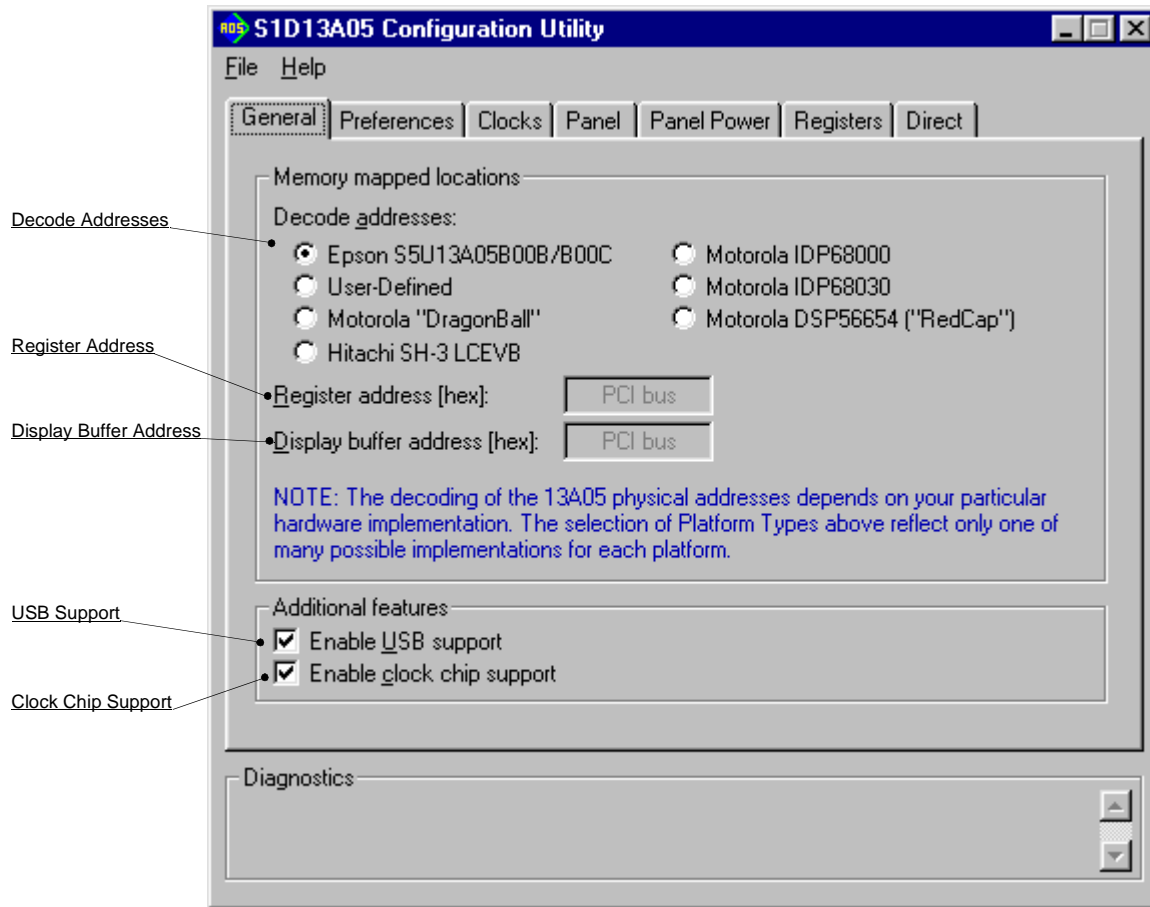 A05 S1D13A05 Configuration Utility
File Help
General Preferences Clocks Panel Panel Power Registers Direct
Memory mapped locations
Decode Addresses
Decode addresses:
Epson S5U13A05B00B/B00C
Motorola IDP68000
User-Defined
Motorola IDP68030
Motorola "DragonBall"
Motorola DSP56654 ("RedCap")
Hitachi SH-3 LCEVB
Register Address
Register address [hex]: PCI bus
Display Buffer Address
Display buffer address [hex]: PCI bus
NOTE: The decoding of the 13A05 physical addresses depends on your particular
hardware implementation. The selection of Platform Types above reflect only one of
many possible implementations for each platform.
Additional features
USB Support
Enable USB support
Enable clock chip support
Clock Chip Support
Diagnostics